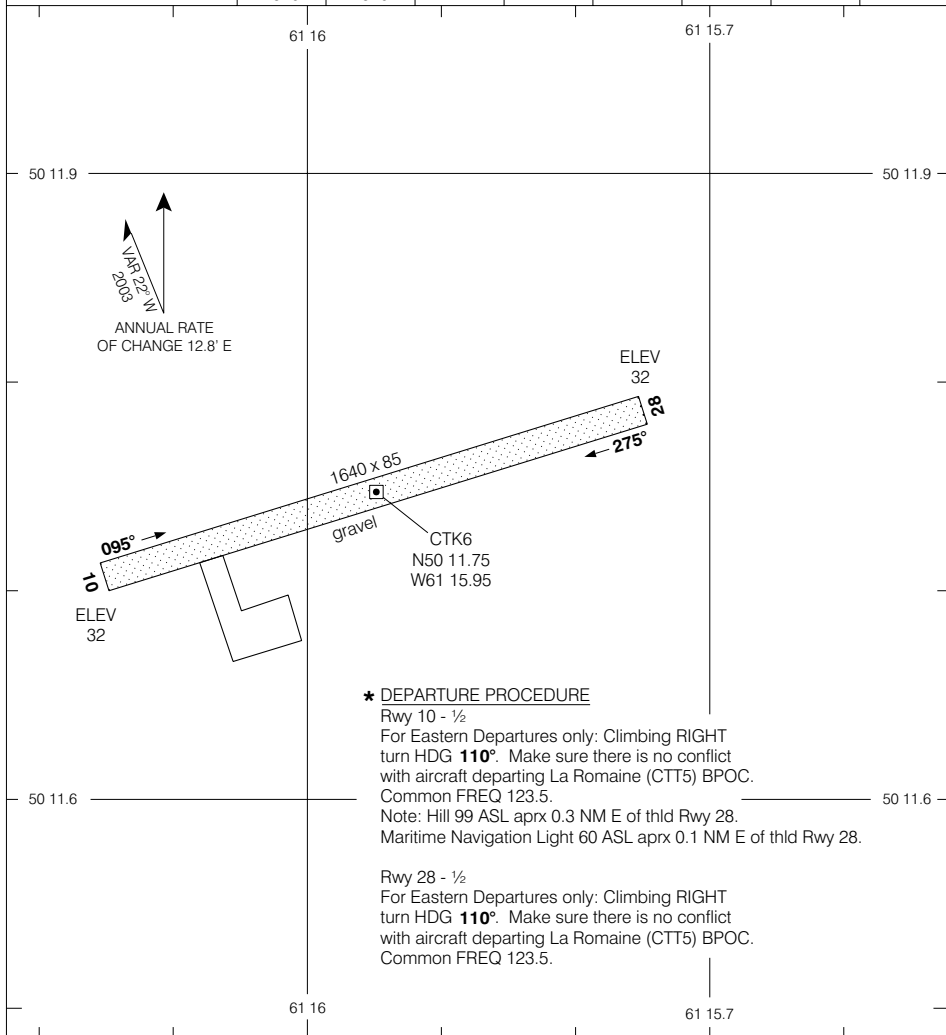 61 16
61 15.7
50 11.9
50 11.9
VAR 22° W
2003
ANNUAL RATE
OF CHANGE 12.8' E
ELEV
32
28
275°
1640 x 85
gravel
095°
10
ELEV
32
CTK6
N50 11.75
W61 15.95
* DEPARTURE PROCEDURE
Rwy 10 - ½
For Eastern Departures only: Climbing RIGHT
turn HDG 110°. Make sure there is no conflict
with aircraft departing La Romaine (CTT5) BPOC.
Common FREQ 123.5.
Note: Hill 99 ASL aprx 0.3 NM E of thld Rwy 28.
Maritime Navigation Light 60 ASL aprx 0.1 NM E of thld Rwy 28.
50 11.6
50 11.6
Rwy 28 - ½
For Eastern Departures only: Climbing RIGHT
turn HDG 110°. Make sure there is no conflict
with aircraft departing La Romaine (CTT5) BPOC.
Common FREQ 123.5.
61 16
61 15.7